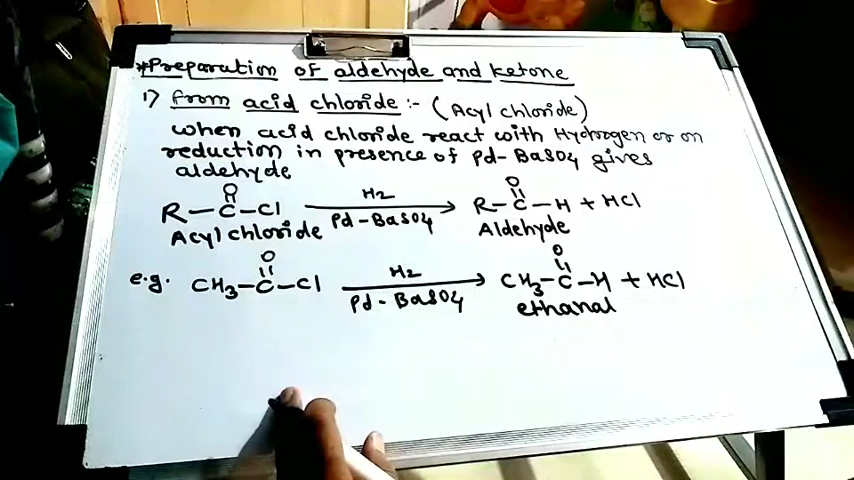 *Preparation of aldehyde and ketone
1) from acid chloride :- (Acyl chloride)
when acid chloride react with Hydrogen or on
reduction in presence of Pd-BaSO4 gives
aldehyde
O H2 O
R-C-Cl Pd-BaSO4 R-C-H + HCl
Acyl chloride Aldehyde
O H2 O
e.g. CH3-C-Cl Pd-BaSO4 CH3-C-H + HCl
ethanal